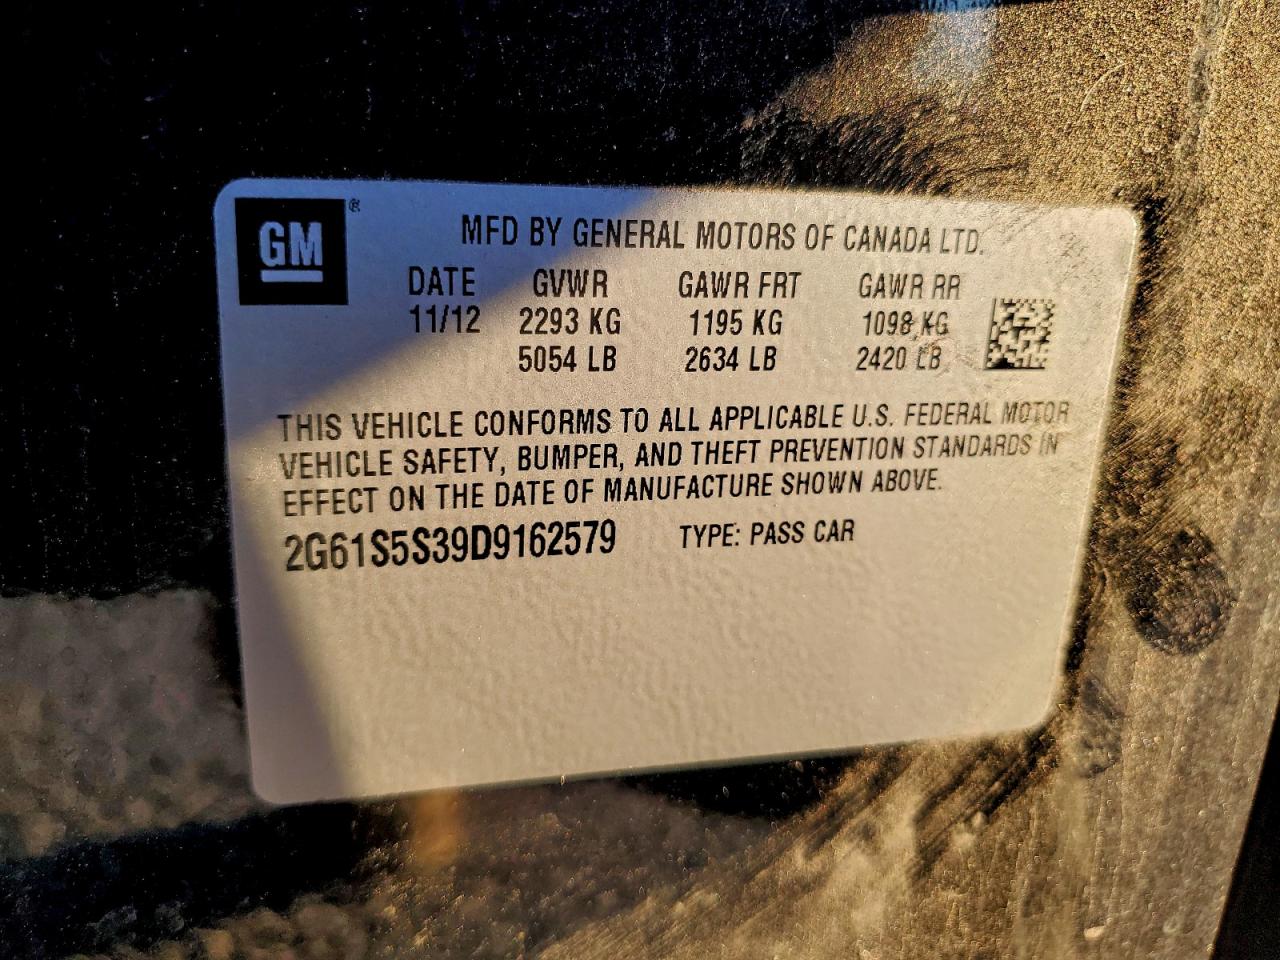 GM ®
MFD BY GENERAL MOTORS OF CANADA LTD.
DATE GVWR GAWR FRT GAWR RR
11/12 2293 KG 1195 KG 1098 KG
5054 LB 2634 LB 2420 LB
THIS VEHICLE CONFORMS TO ALL APPLICABLE U.S. FEDERAL MOTOR
VEHICLE SAFETY, BUMPER, AND THEFT PREVENTION STANDARDS IN
EFFECT ON THE DATE OF MANUFACTURE SHOWN ABOVE.
2G61S5S39D9162579 TYPE: PASS CAR